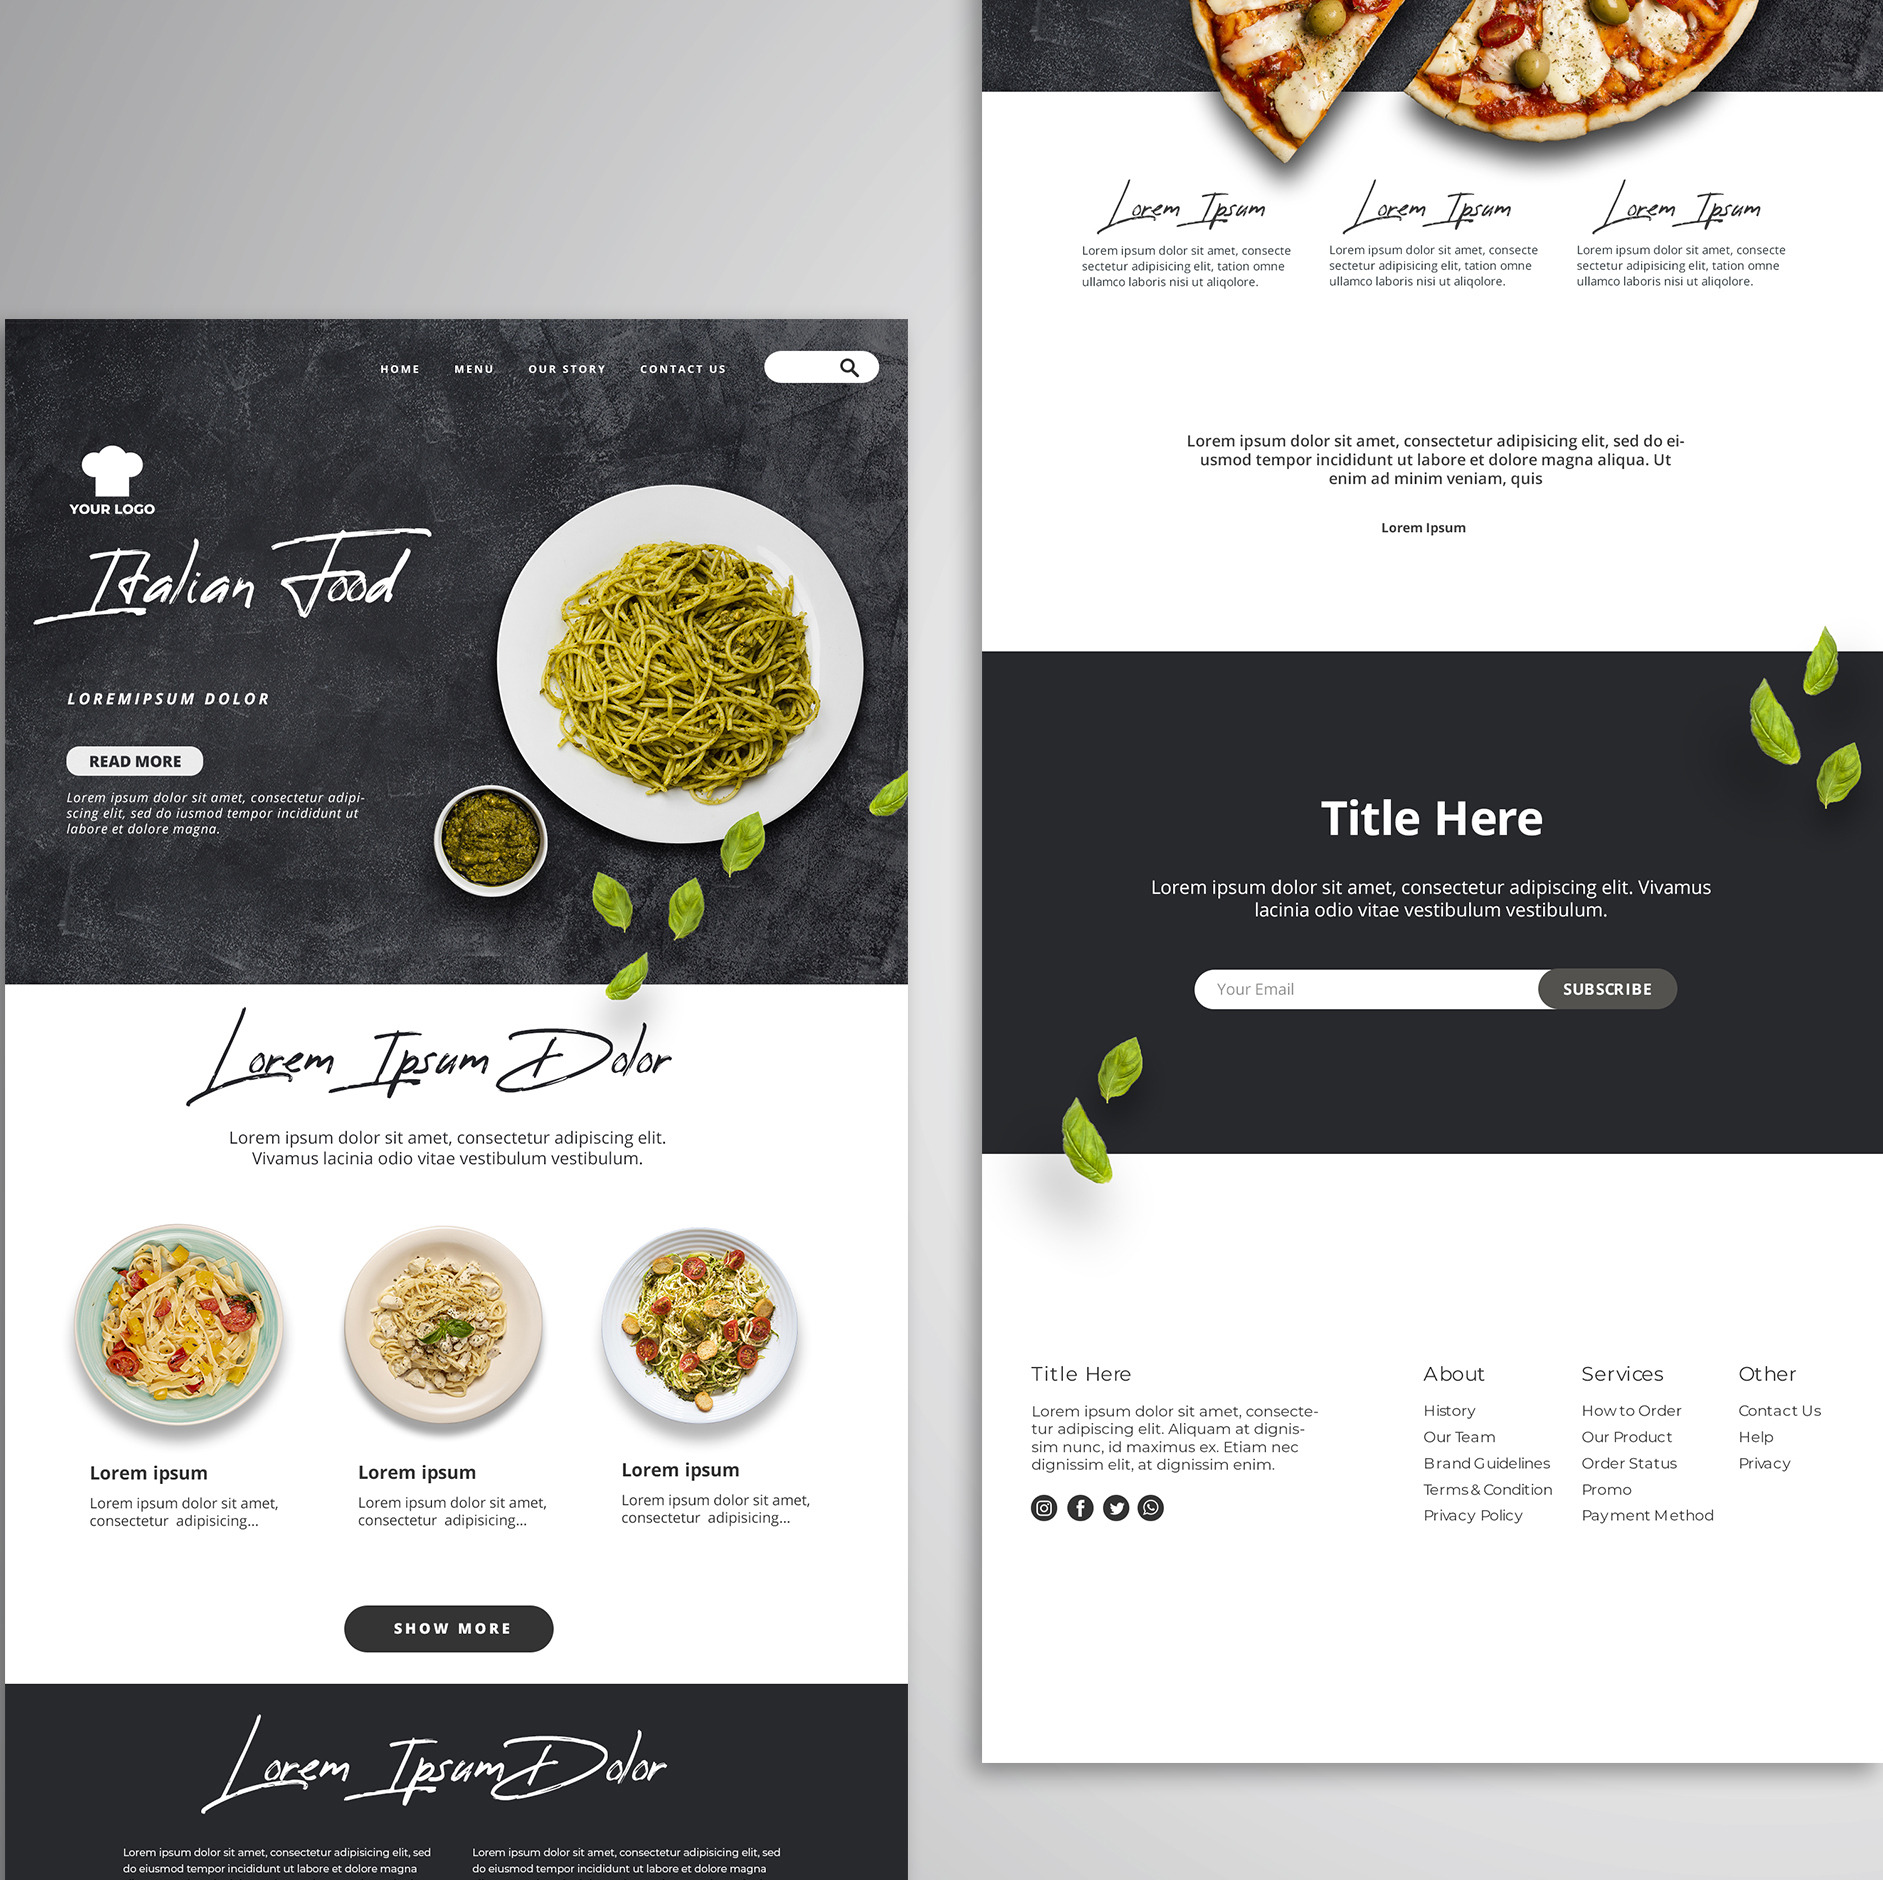 HOME MENU OUR STORY CONTACT US
YOUR LOGO
Italian Food
LOREMIPSUM DOLOR
READ MORE
Lorem ipsum dolor sit amet, consectetur adipi-
scing elit, sed do iusmod tempor incididunt ut
labore et dolore magna.
Lorem Ipsum Dolor
Lorem ipsum dolor sit amet, consectetur adipiscing elit.
Vivamus lacinia odio vitae vestibulum vestibulum.
Lorem ipsum
Lorem ipsum dolor sit amet,
consectetur adipisicing...
Lorem ipsum
Lorem ipsum dolor sit amet,
consectetur adipisicing...
Lorem ipsum
Lorem ipsum dolor sit amet,
consectetur adipisicing...
SHOW MORE
Lorem Ipsum Dolor
Lorem ipsum dolor sit amet, consectetur adipisicing elit, sed
do eiusmod tempor incididunt ut labore et dolore magna
Lorem ipsum dolor sit amet, consectetur adipisicing elit, sed
do eiusmod tempor incididunt ut labore et dolore magna
Lorem Ipsum
Lorem ipsum dolor sit amet, consecte
sectetur adipisicing elit, tation omne
ullamco laboris nisi ut aliqolore.
Lorem Ipsum
Lorem ipsum dolor sit amet, consecte
sectetur adipisicing elit, tation omne
ullamco laboris nisi ut aliqolore.
Lorem Ipsum
Lorem ipsum dolor sit amet, consecte
sectetur adipisicing elit, tation omne
ullamco laboris nisi ut aliqolore.
Lorem ipsum dolor sit amet, consectetur adipisicing elit, sed do ei-
usmod tempor incididunt ut labore et dolore magna aliqua. Ut
enim ad minim veniam, quis
Lorem Ipsum
Title Here
Lorem ipsum dolor sit amet, consectetur adipiscing elit. Vivamus
lacinia odio vitae vestibulum vestibulum.
Your Email SUBSCRIBE
Title Here
Lorem ipsum dolor sit amet, consecte-
tur adipiscing elit. Aliquam at dignis-
sim nunc, id maximus ex. Etiam nec
dignissim elit, at dignissim enim.
About
History
Our Team
Brand Guidelines
Terms & Condition
Privacy Policy
Services
How to Order
Our Product
Order Status
Promo
Payment Method
Other
Contact Us
Help
Privacy